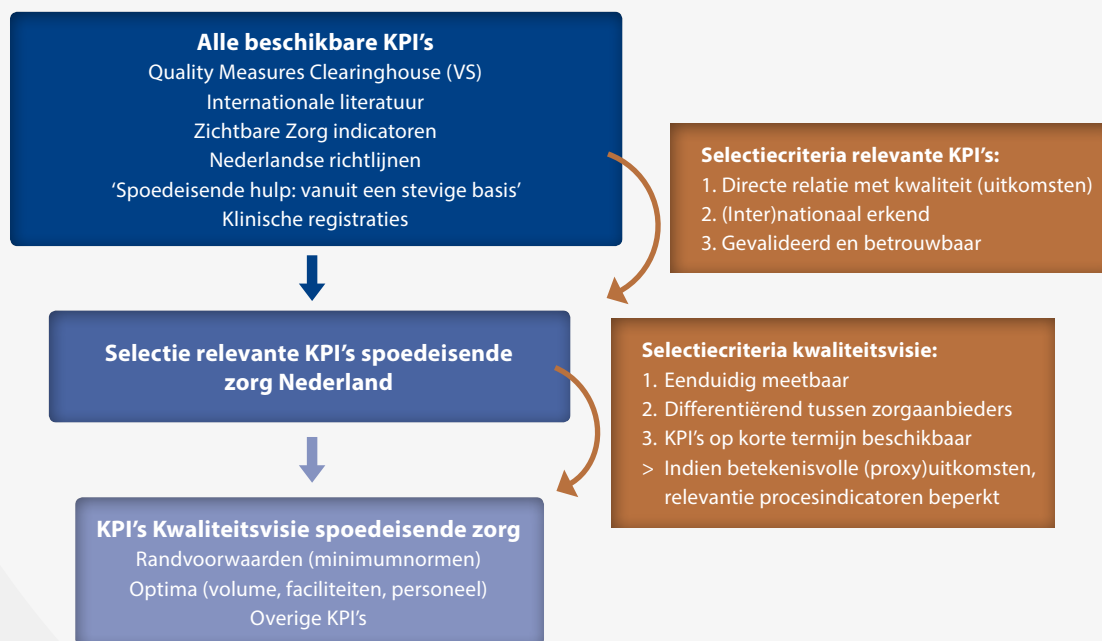 Alle beschikbare KPI's
Quality Measures Clearinghouse (VS)
Internationale literatuur
Zichtbare Zorg indicatoren
Nederlandse richtlijnen
'Spoedeisende hulp: vanuit een stevige basis'
Klinische registraties
Selectiecriteria relevante KPI's:
1. Directe relatie met kwaliteit (uitkomsten)
2. (Inter)nationaal erkend
3. Gevalideerd en betrouwbaar
Selectie relevante KPI's spoedeisende
zorg Nederland
Selectiecriteria kwaliteitsvisie:
1. Eenduidig meetbaar
2. Differentiërend tussen zorgaanbieders
3. KPI's op korte termijn beschikbaar
> Indien betekenisvolle (proxy)uitkomsten,
relevantie procesindicatoren beperkt
KPI's Kwaliteitsvisie spoedeisende zorg
Randvoorwaarden (minimumnormen)
Optima (volume, faciliteiten, personeel)
Overige KPI's